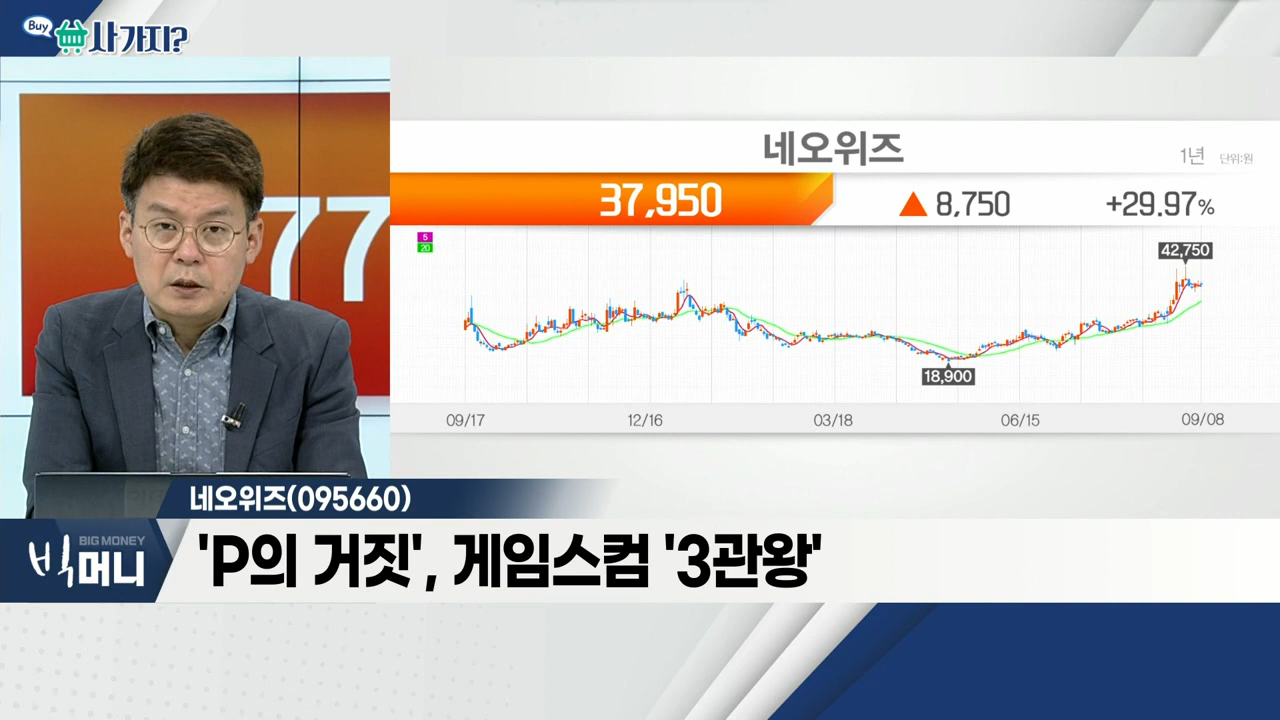 Buy
사가지?
77
네오위즈
1년 단위:원
37,950
▲ 8,750
+29.97%
5
20
42,750
18,900
09/17
12/16
03/18
06/15
09/08
네오위즈(095660)
빅머니
BIG MONEY
'P의 거짓', 게임스컴 '3관왕'